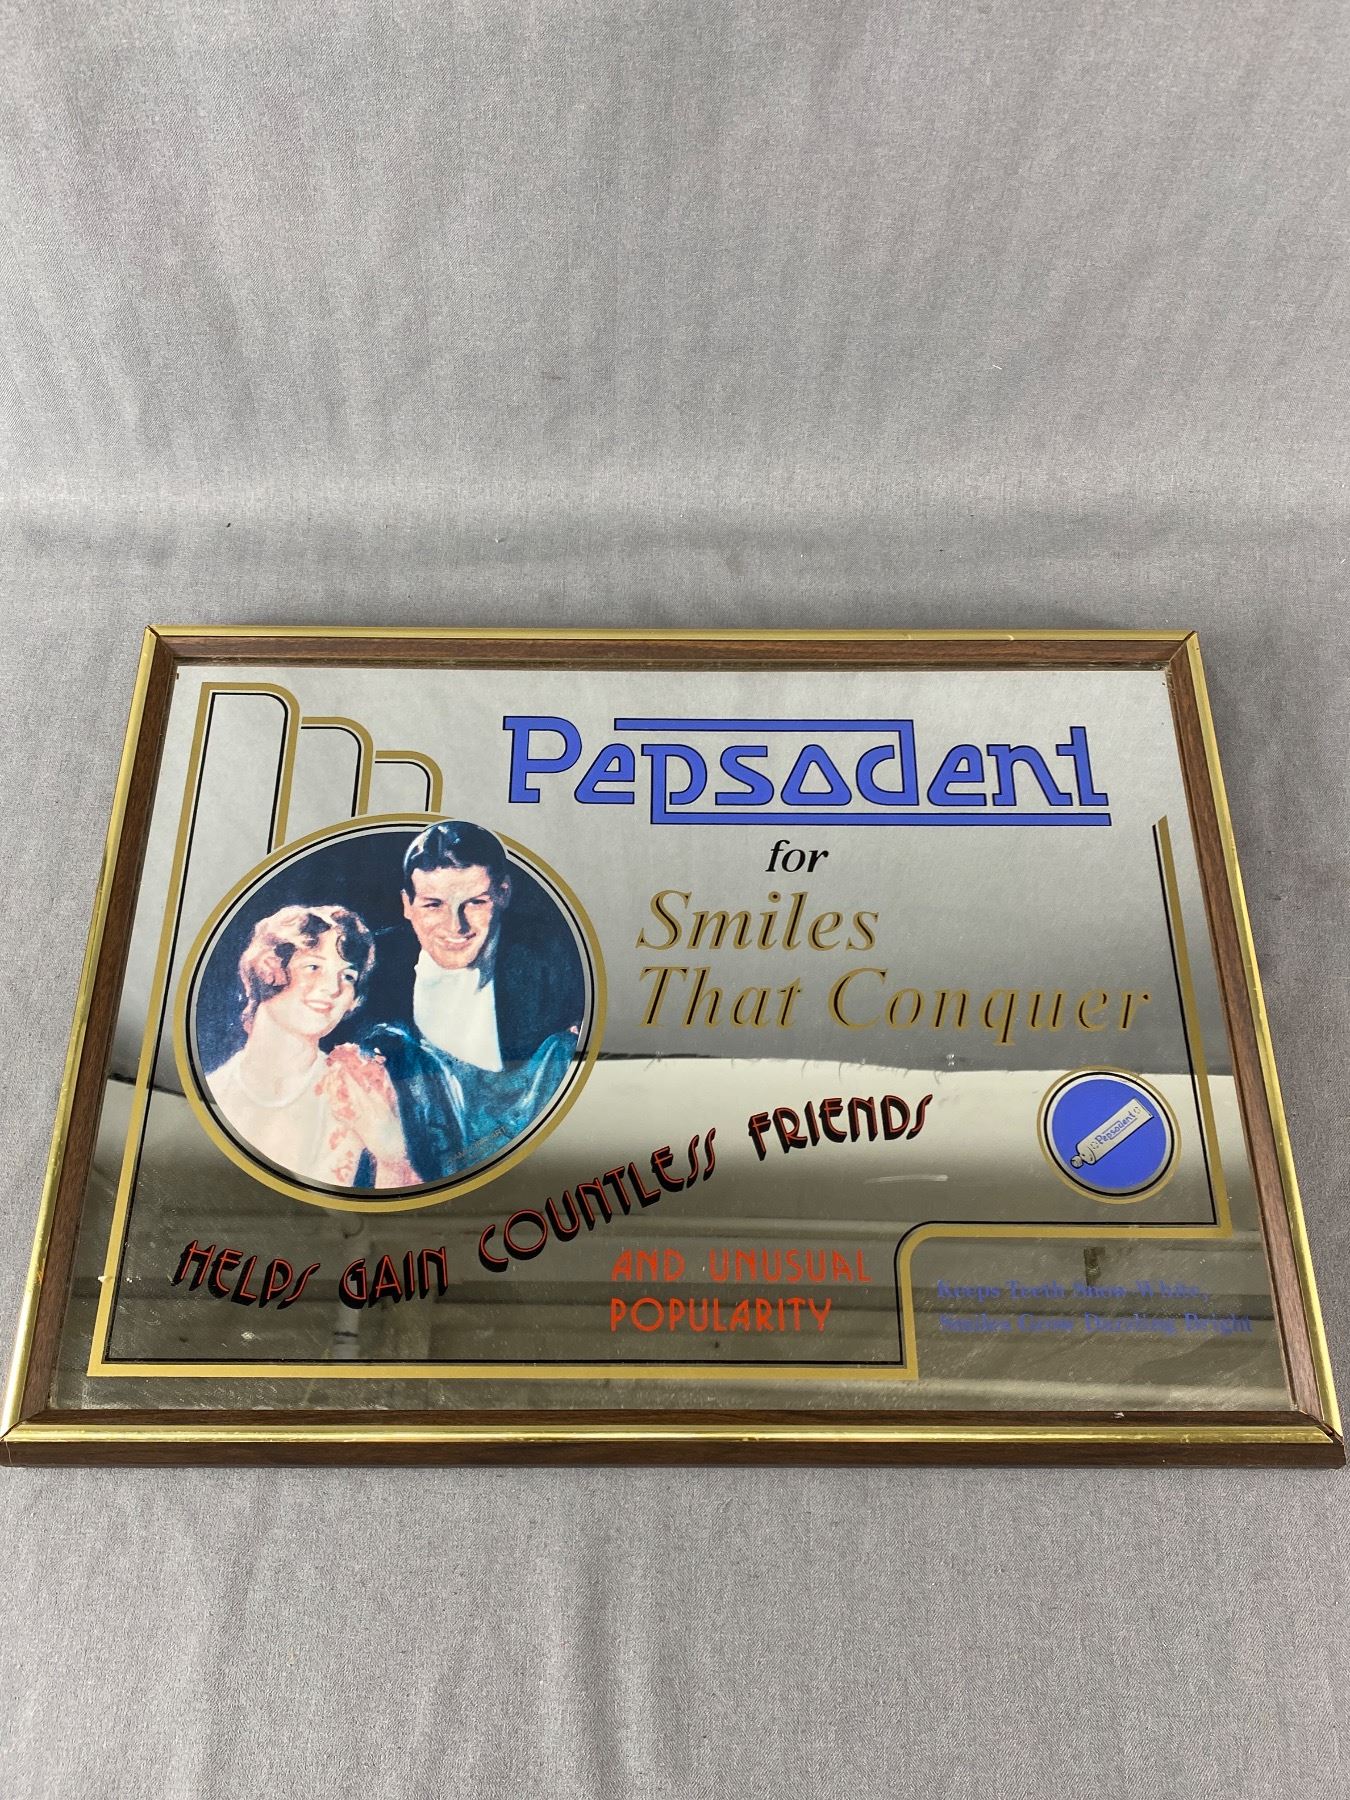 Pepsodent
for
Smiles
That Conquer
Pepsodent
HELPS GAIN COUNTLESS FRIENDS
AND UNUSUAL
POPULARITY
Keeps Teeth Snow-White,
Smiles Grow Dazzling Bright